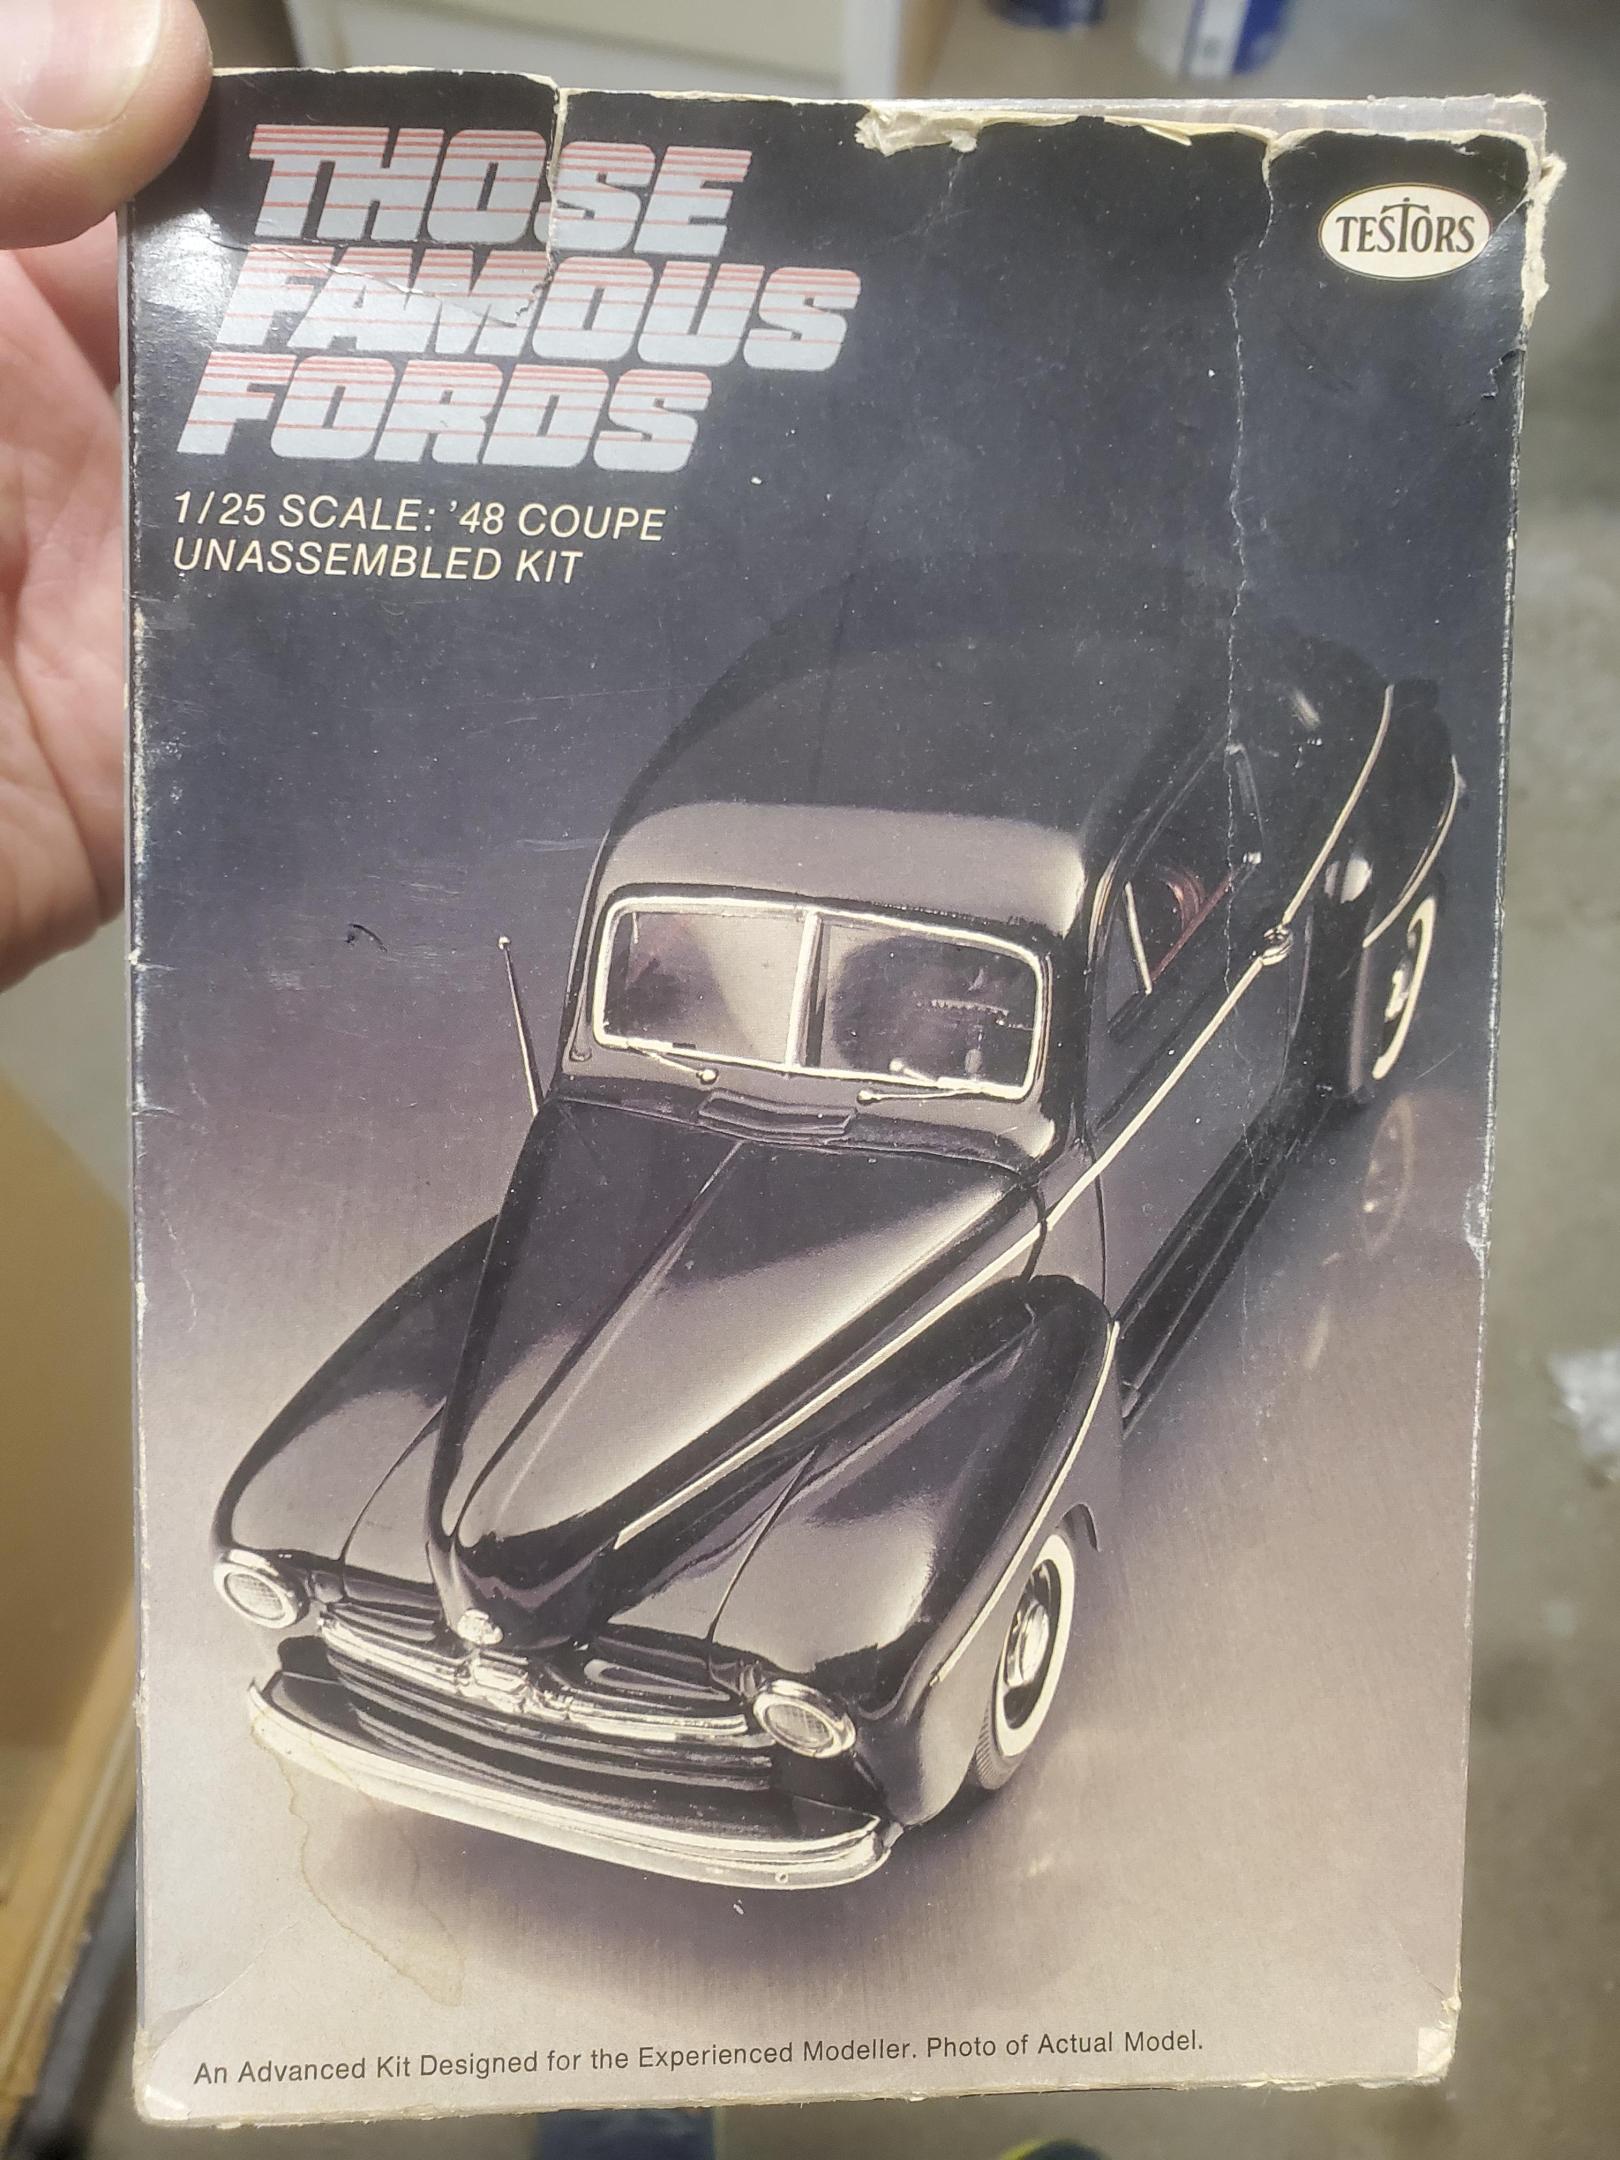 THOSE
FAMOUS
FORDS
TESTORS
1/25 SCALE: '48 COUPE
UNASSEMBLED KIT
An Advanced Kit Designed for the Experienced Modeller. Photo of Actual Model.